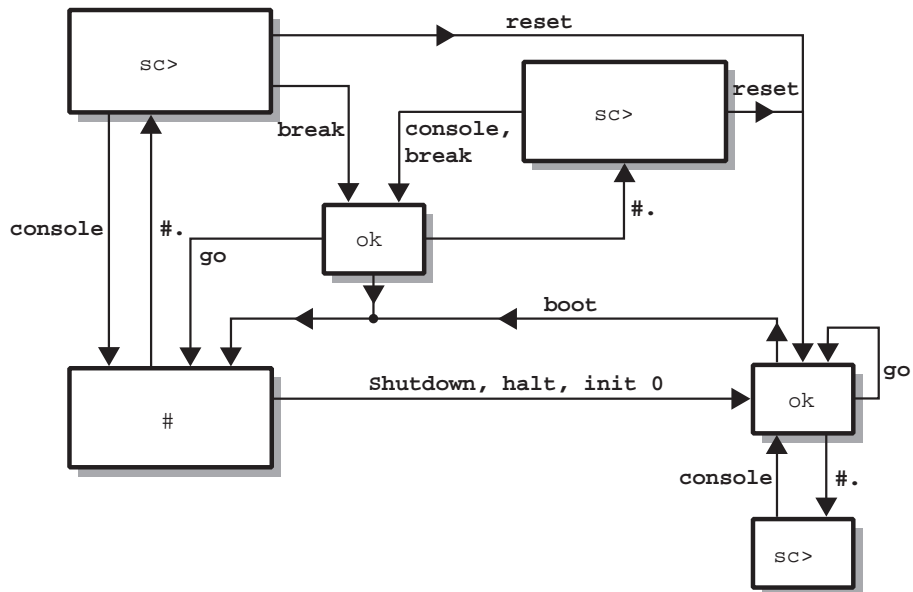 reset
sc>
reset
sc>
console,
break
break
#.
console
#.
ok
go
boot
Shutdown, halt, init 0
go
ok
#
console
#.
sc>